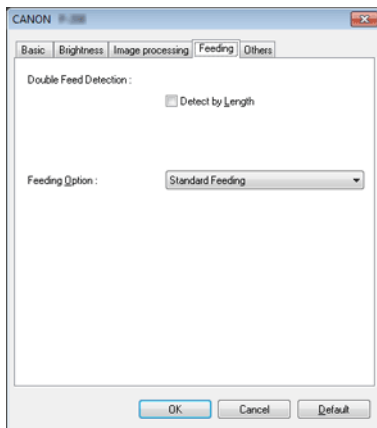 CANON
Basic Brightness Image processing Feeding Others
Double Feed Detection :
Detect by Length
Feeding Option : Standard Feeding
OK Cancel Default